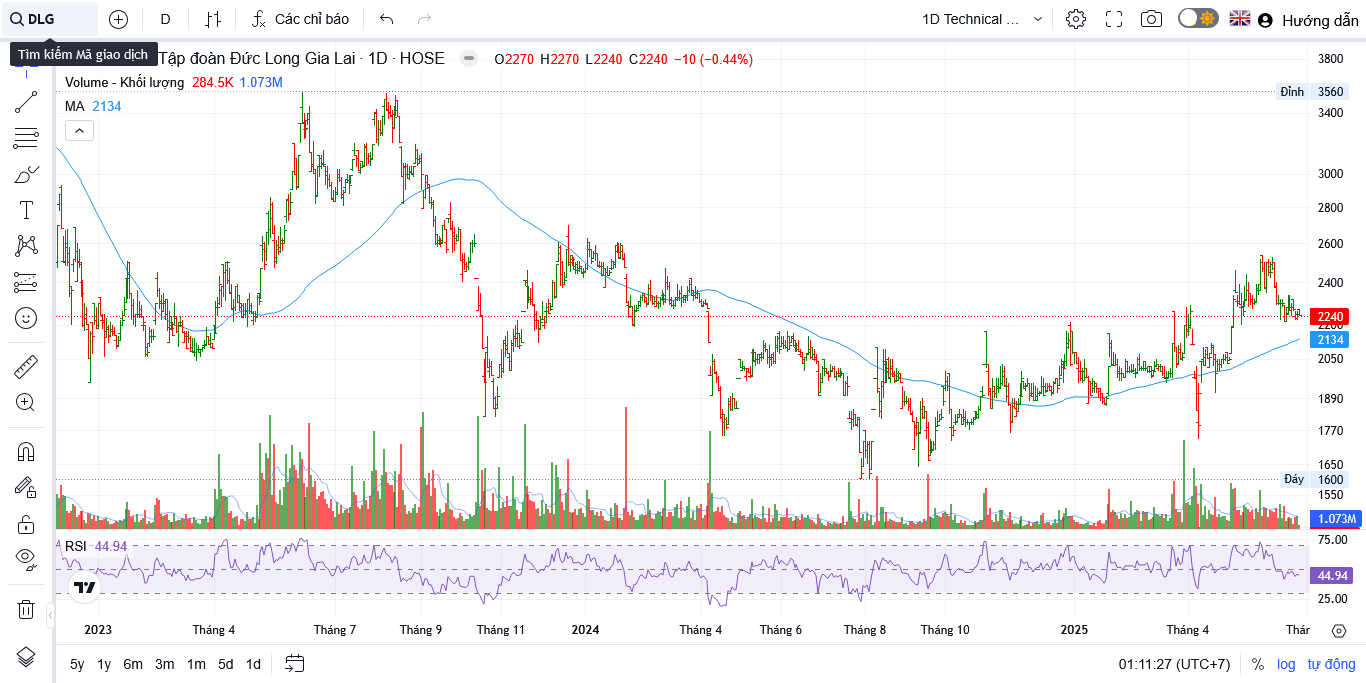 DLG
D
Các chỉ báo
1D Technical ...
Hướng dẫn
Tìm kiếm Mã giao dịch
Tập đoàn Đức Long Gia Lai · 1D · HOSE
O2270 H2270 L2240 C2240 −10 (−0.44%)
Volume - Khối lượng 284.5K 1.073M
MA 2134
3800
Đỉnh 3560
3400
3000
2800
2600
2400
2240
2200
2134
2050
1890
1770
1650
Đáy 1600
1550
1.073M
RSI 44.94
75.00
44.94
25.00
2023 Tháng 4 Tháng 7 Tháng 9 Tháng 11 2024 Tháng 4 Tháng 6 Tháng 8 Tháng 10 2025 Tháng 4 Thár
5y 1y 6m 3m 1m 5d 1d
01:11:27 (UTC+7) % log tự động